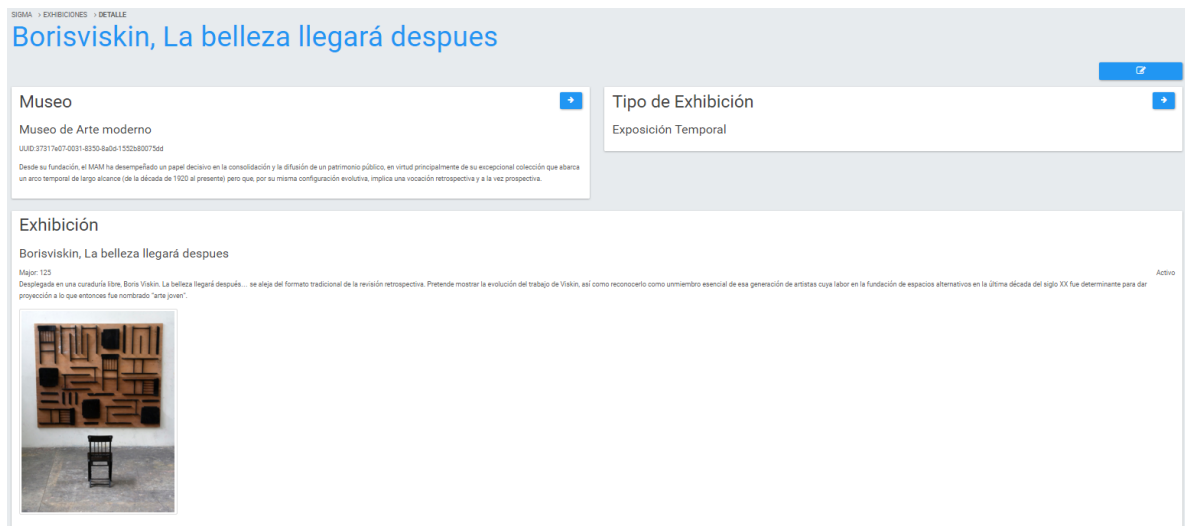 SIGMA > EXHIBICIONES > DETALLE
Borisviskin, La belleza llegará despues
Museo
Museo de Arte moderno
UUID:37317e07-0031-8350-8a0d-1552b80075dd
Desde su fundación, el MAM ha desempeñado un papel decisivo en la consolidación y la difusión de un patrimonio público, en virtud principalmente de su excepcional colección que abarca
un arco temporal de largo alcance (de la década de 1920 al presente) pero que, por su misma configuración evolutiva, implica una vocación retrospectiva y a la vez prospectiva.
Tipo de Exhibición
Exposición Temporal
Exhibición
Borisviskin, La belleza llegará despues
Major: 125
Activo
Desplegada en una curaduría libre, Boris Viskin. La belleza llegará después... se aleja del formato tradicional de la revisión retrospectiva. Pretende mostrar la evolución del trabajo de Viskin, así como reconocerlo como unmiembro esencial de esa generación de artistas cuya labor en la fundación de espacios alternativos en la última década del siglo XX fue determinante para dar
proyección a lo que entonces fue nombrado "arte joven".